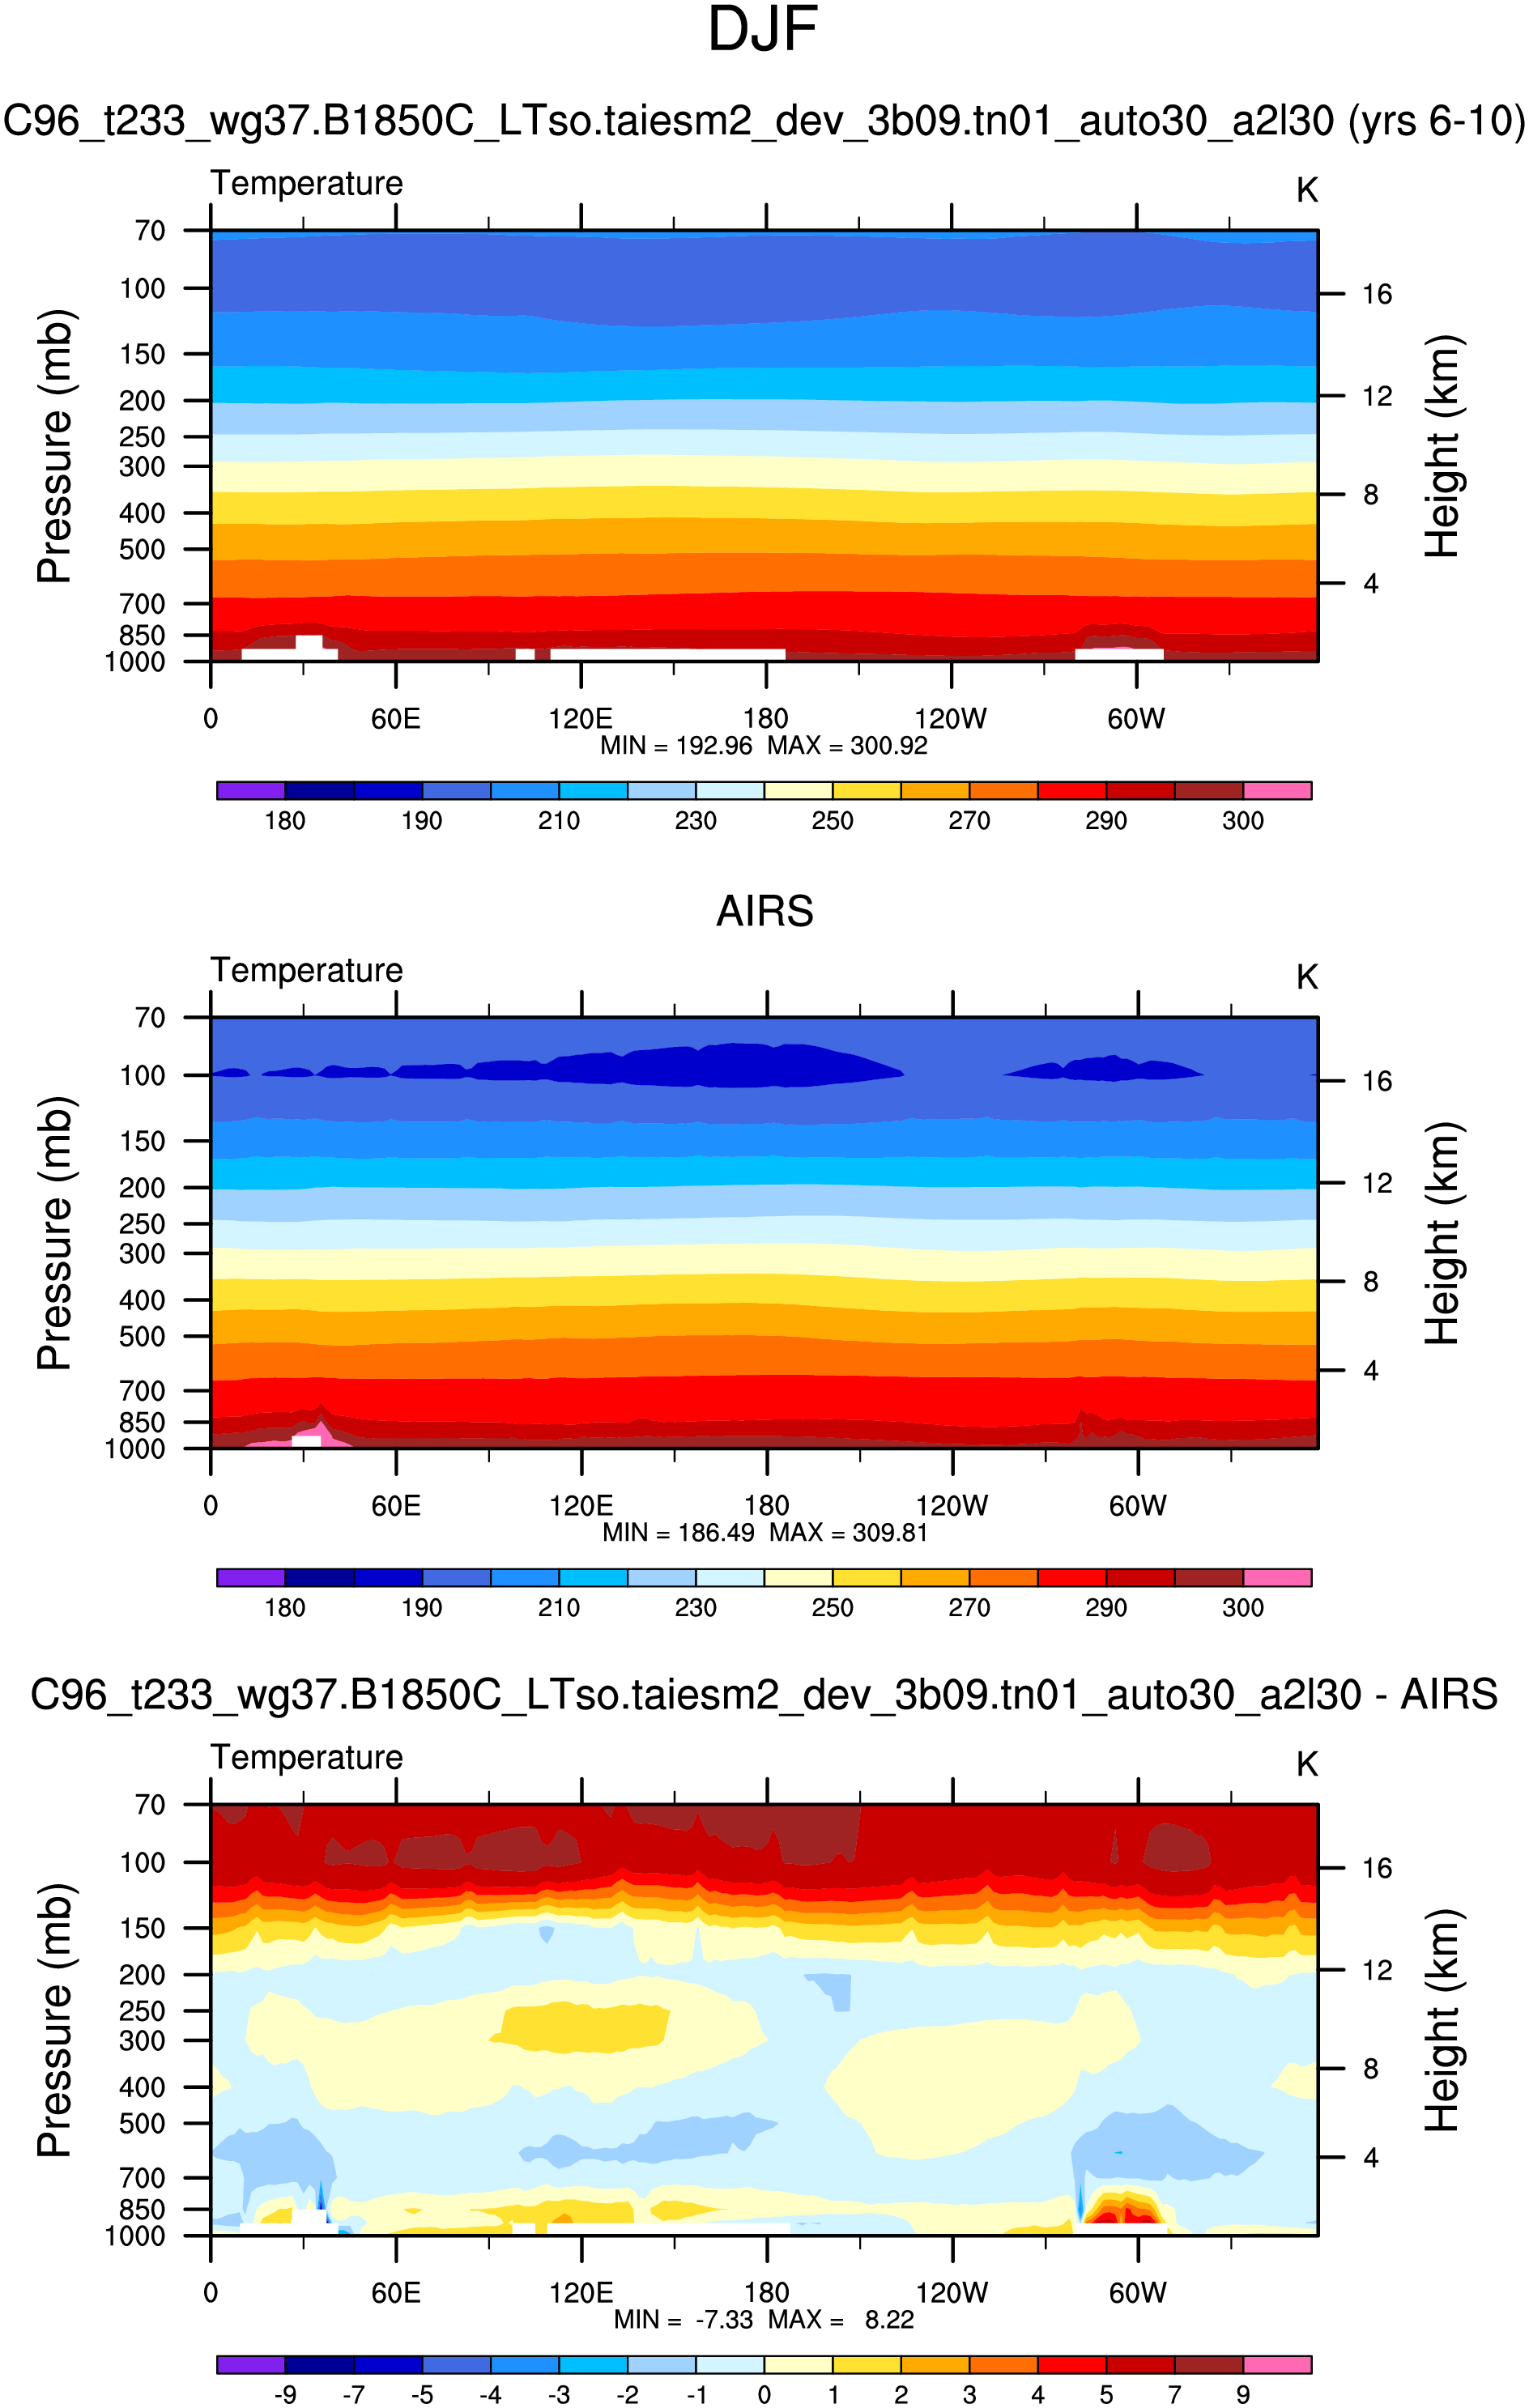 DJF
C96_t233_wg37.B1850C_LTso.taiesm2_dev_3b09.tn01_auto30_a2l30 (yrs 6-10)
Temperature K
70
100
150
200
250
300
400
500
700
850
1000
Pressure (mb)
16
12
8
4
Height (km)
0 60E 120E 180 120W 60W
MIN = 192.96 MAX = 300.92
180 190 210 230 250 270 290 300
AIRS
Temperature K
70
100
150
200
250
300
400
500
700
850
1000
Pressure (mb)
16
12
8
4
Height (km)
0 60E 120E 180 120W 60W
MIN = 186.49 MAX = 309.81
180 190 210 230 250 270 290 300
C96_t233_wg37.B1850C_LTso.taiesm2_dev_3b09.tn01_auto30_a2l30 - AIRS
Temperature K
70
100
150
200
250
300
400
500
700
850
1000
Pressure (mb)
16
12
8
4
Height (km)
0 60E 120E 180 120W 60W
MIN = -7.33 MAX = 8.22
-9 -7 -5 -4 -3 -2 -1 0 1 2 3 4 5 7 9